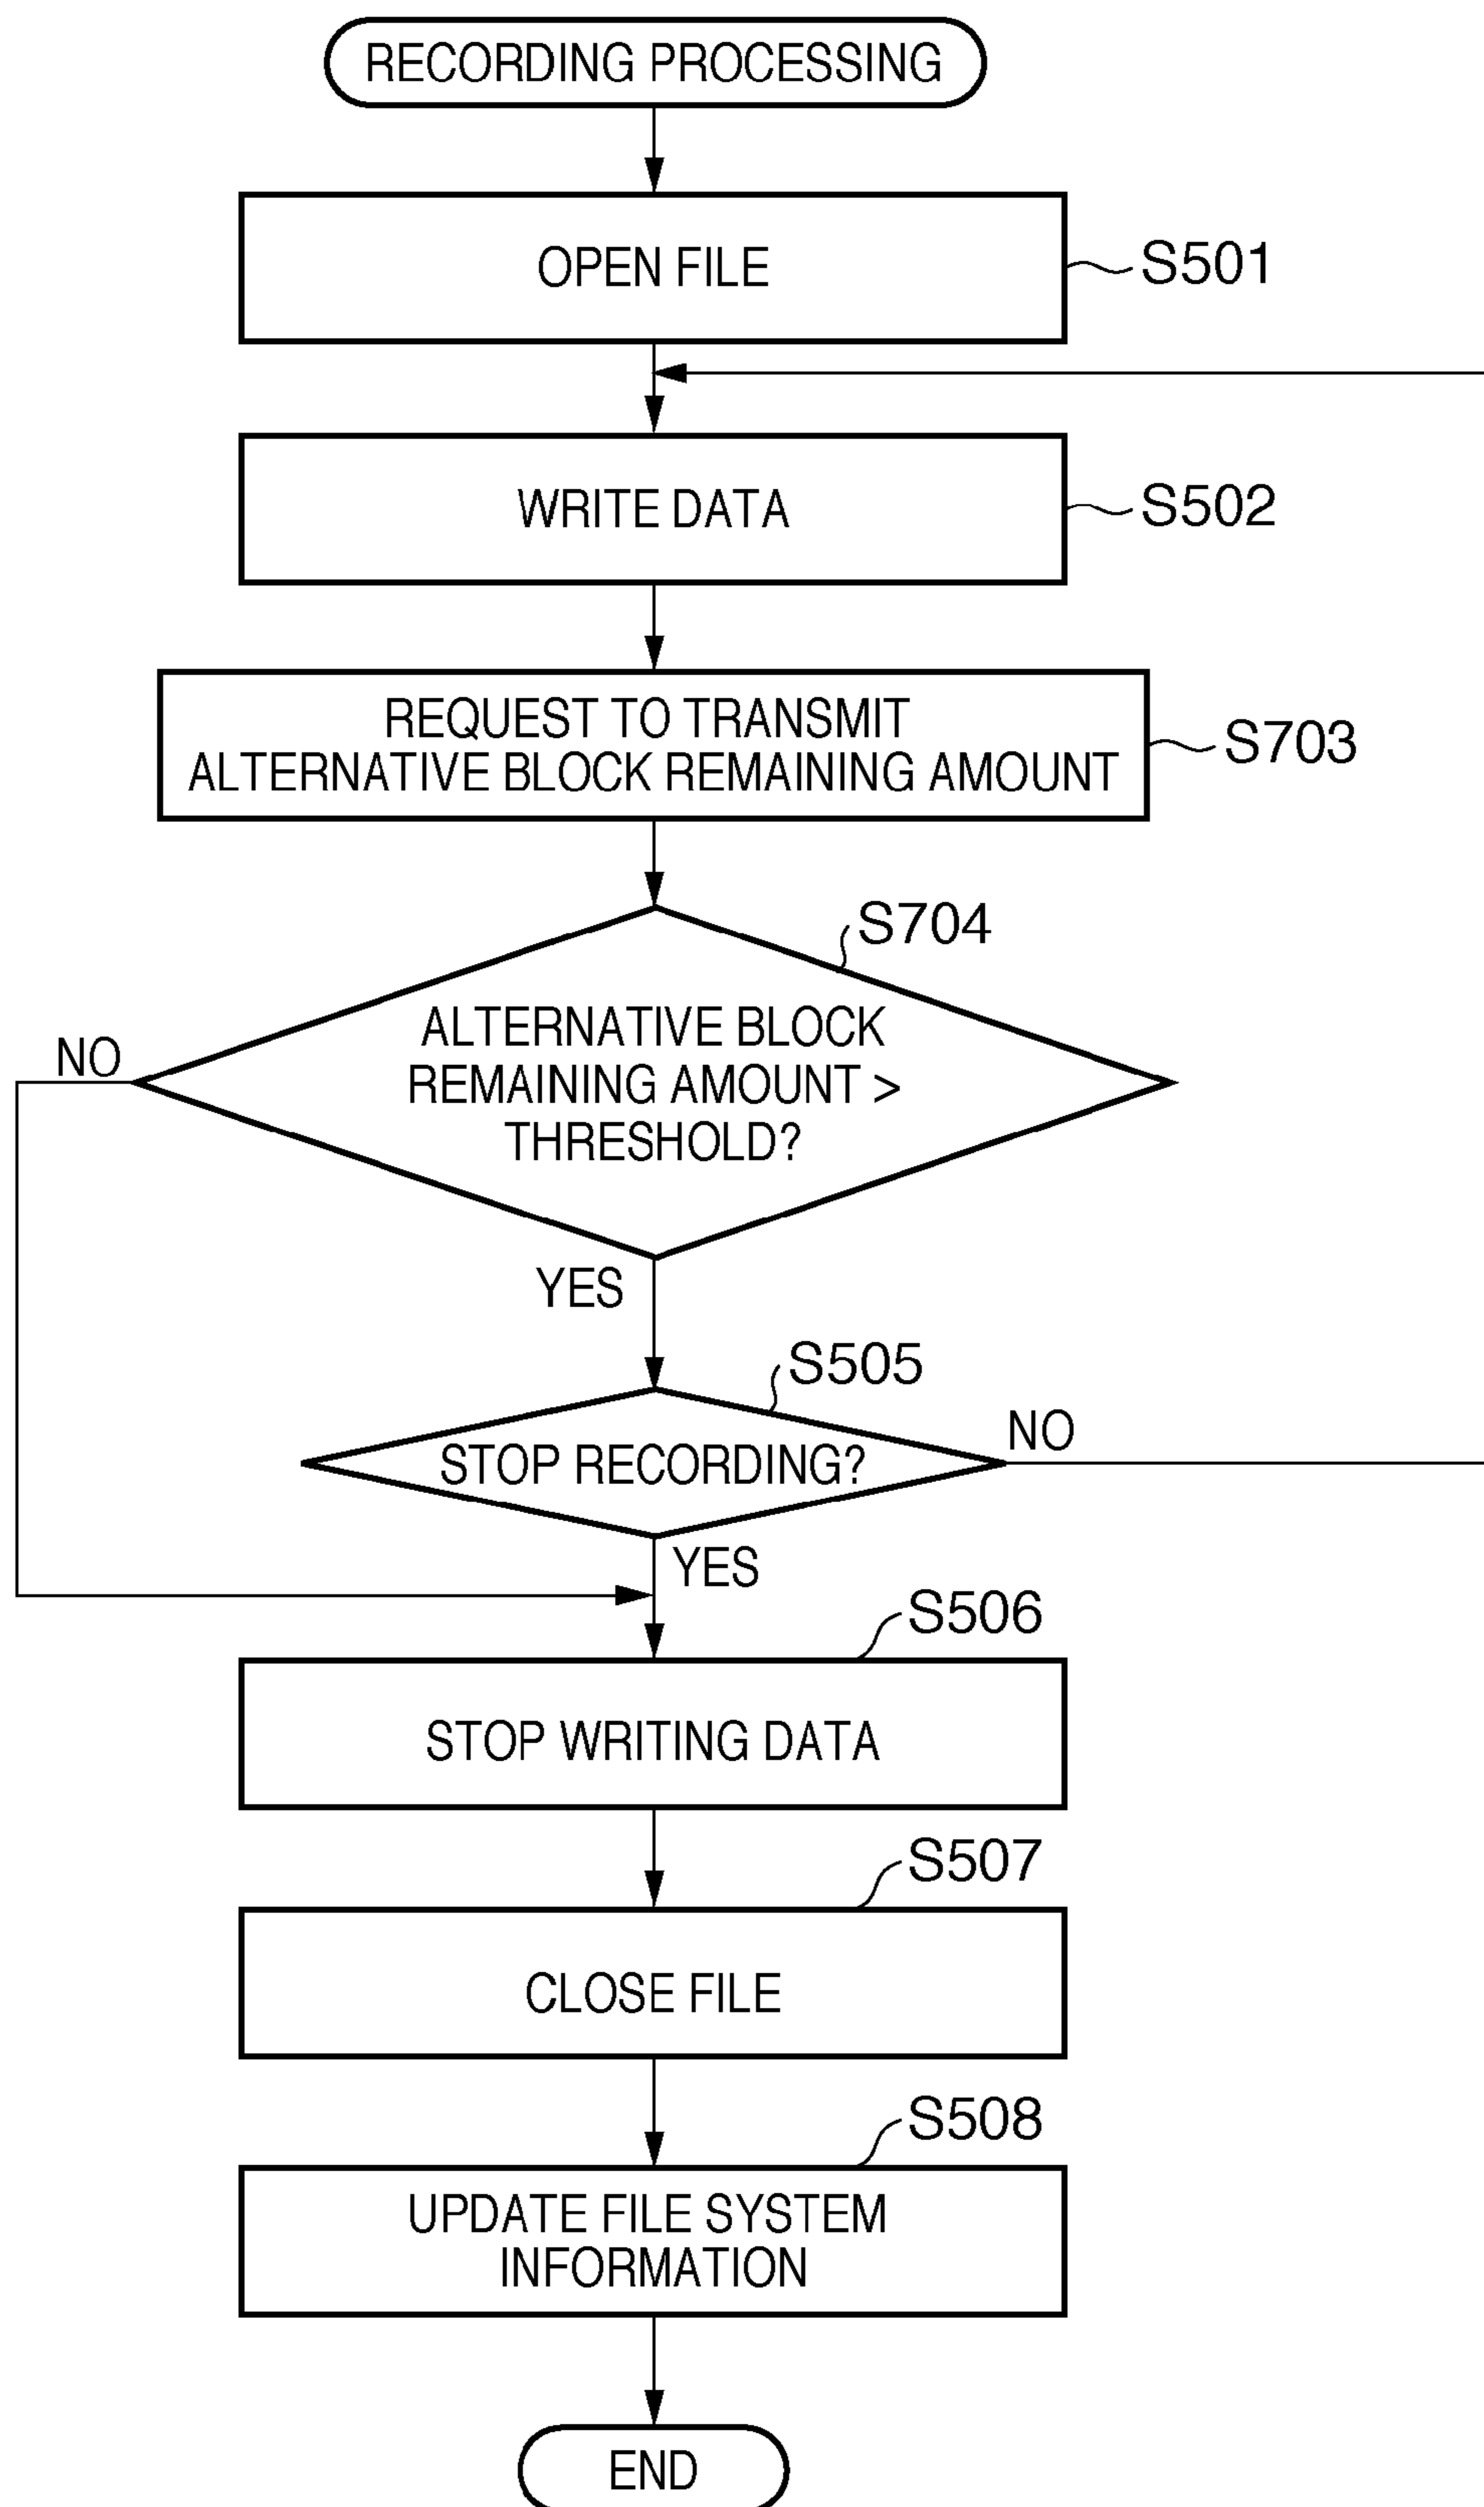 RECORDING PROCESSING
OPEN FILE
S501
WRITE DATA
S502
REQUEST TO TRANSMIT
ALTERNATIVE BLOCK REMAINING AMOUNT
S703
S704
ALTERNATIVE BLOCK
REMAINING AMOUNT >
THRESHOLD?
NO
YES
S505
STOP RECORDING?
NO
YES
S506
STOP WRITING DATA
S507
CLOSE FILE
S508
UPDATE FILE SYSTEM
INFORMATION
END